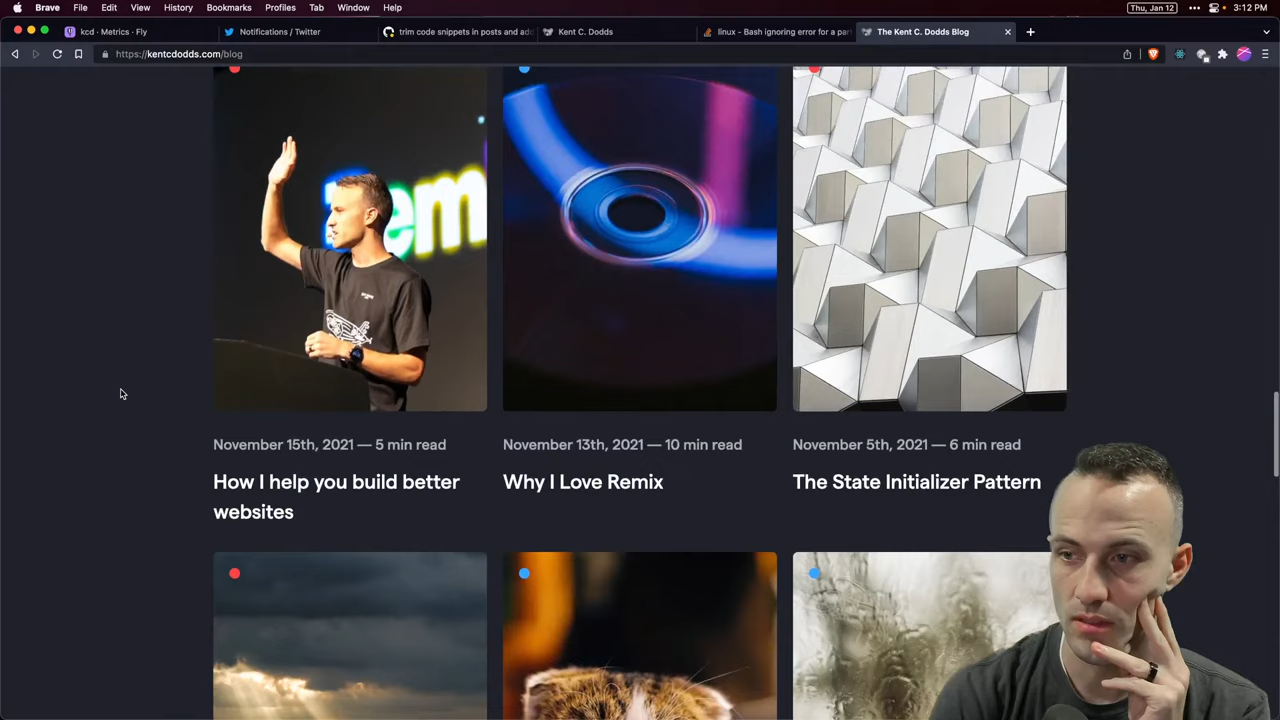 Brave File Edit View History Bookmarks Profiles Tab Window Help Thu, Jan 12 3:12 PM
kcd · Metrics · Fly Notifications / Twitter trim code snippets in posts and add Kent C. Dodds linux - Bash ignoring error for a part The Kent C. Dodds Blog
https://kentcdodds.com/blog
em
November 15th, 2021 — 5 min read
How I help you build better
websites
November 13th, 2021 — 10 min read
Why I Love Remix
November 5th, 2021 — 6 min read
The State Initializer Pattern